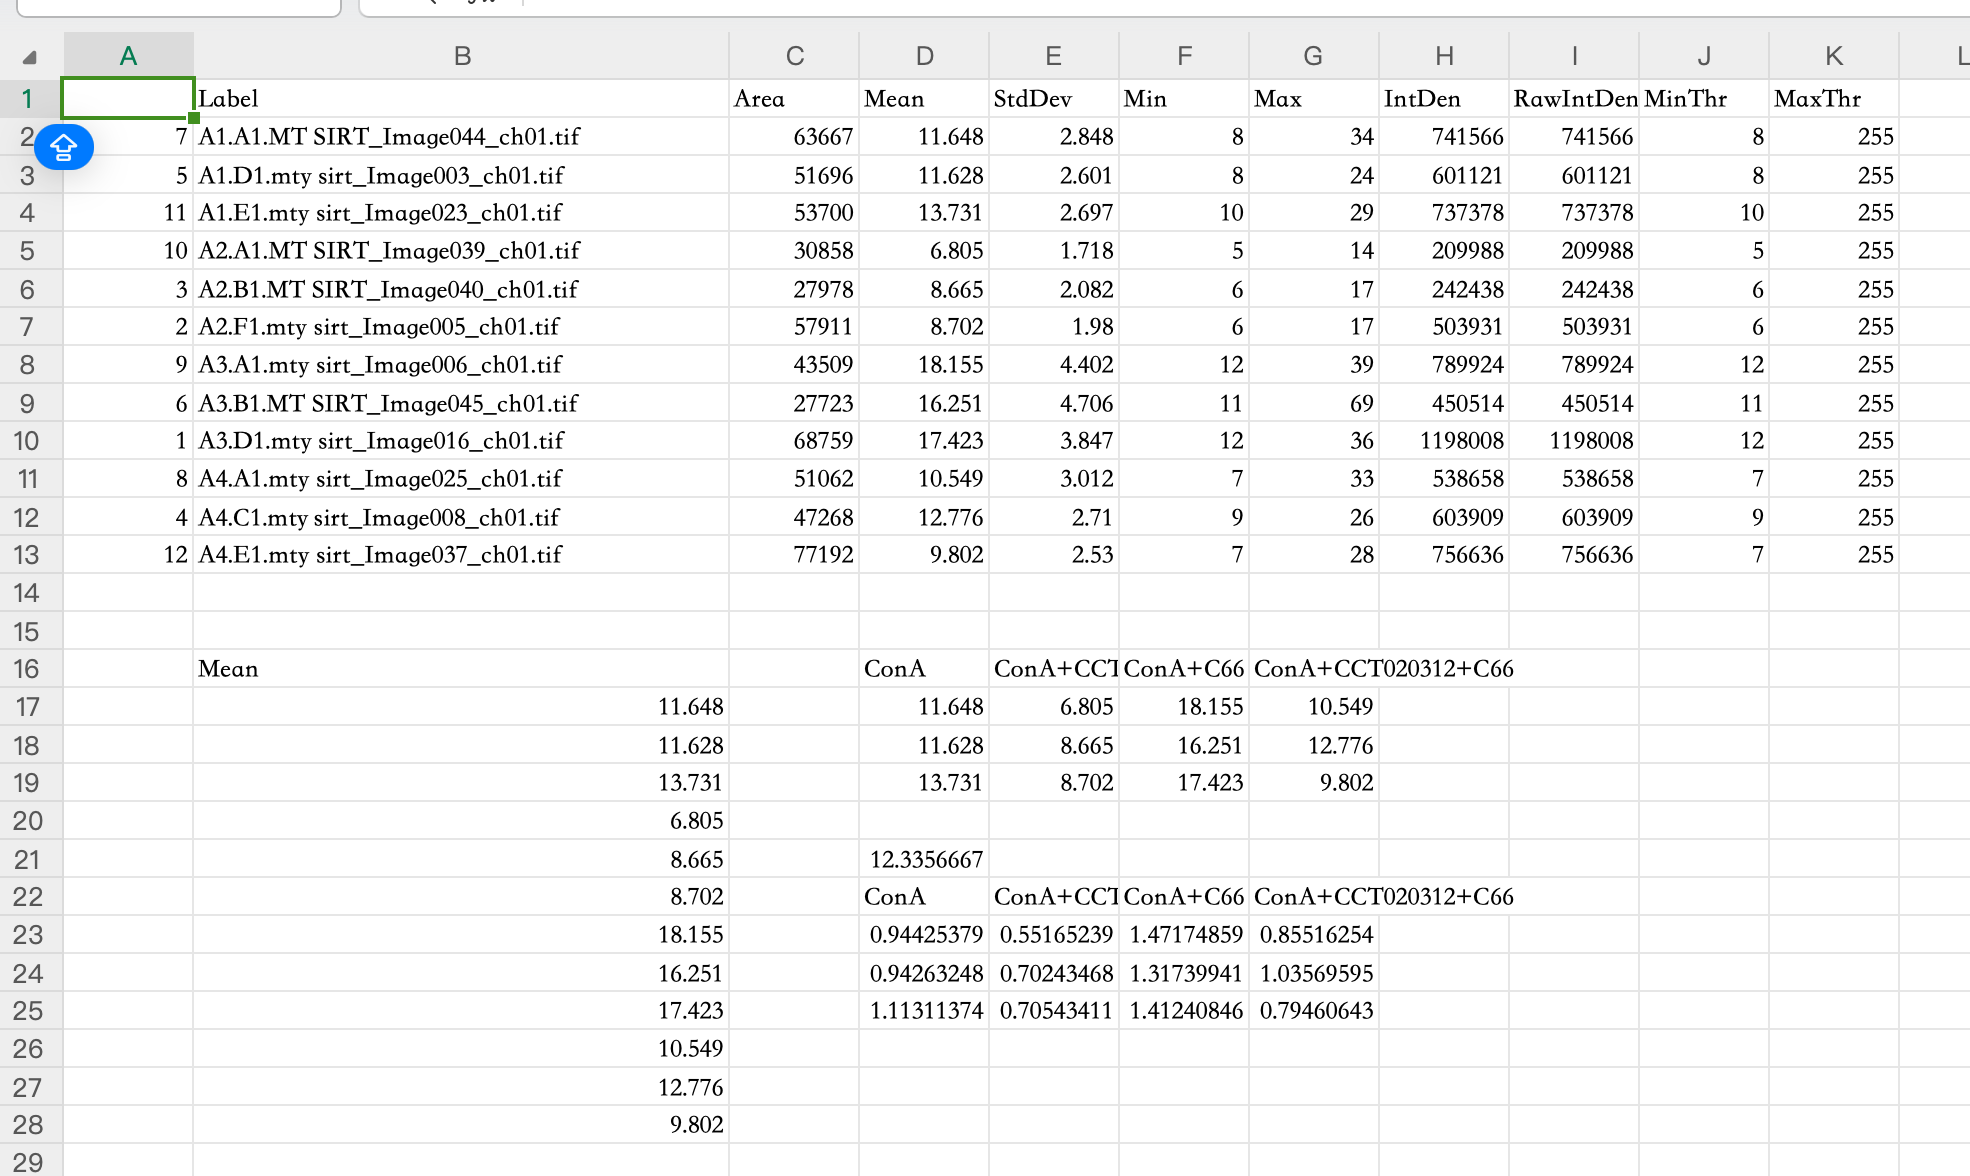 A B C D E F G H I J K L
1 Label Area Mean StdDev Min Max IntDen RawIntDen MinThr MaxThr
2 7 A1.A1.MT SIRT_Image044_ch01.tif 63667 11.648 2.848 8 34 741566 741566 8 255
3 5 A1.D1.mty sirt_Image003_ch01.tif 51696 11.628 2.601 8 24 601121 601121 8 255
4 11 A1.E1.mty sirt_Image023_ch01.tif 53700 13.731 2.697 10 29 737378 737378 10 255
5 10 A2.A1.MT SIRT_Image039_ch01.tif 30858 6.805 1.718 5 14 209988 209988 5 255
6 3 A2.B1.MT SIRT_Image040_ch01.tif 27978 8.665 2.082 6 17 242438 242438 6 255
7 2 A2.F1.mty sirt_Image005_ch01.tif 57911 8.702 1.98 6 17 503931 503931 6 255
8 9 A3.A1.mty sirt_Image006_ch01.tif 43509 18.155 4.402 12 39 789924 789924 12 255
9 6 A3.B1.MT SIRT_Image045_ch01.tif 27723 16.251 4.706 11 69 450514 450514 11 255
10 1 A3.D1.mty sirt_Image016_ch01.tif 68759 17.423 3.847 12 36 1198008 1198008 12 255
11 8 A4.A1.mty sirt_Image025_ch01.tif 51062 10.549 3.012 7 33 538658 538658 7 255
12 4 A4.C1.mty sirt_Image008_ch01.tif 47268 12.776 2.71 9 26 603909 603909 9 255
13 12 A4.E1.mty sirt_Image037_ch01.tif 77192 9.802 2.53 7 28 756636 756636 7 255
14
15
16 Mean ConA ConA+CCT ConA+C66 ConA+CCT020312+C66
17 11.648 11.648 6.805 18.155 10.549
18 11.628 11.628 8.665 16.251 12.776
19 13.731 13.731 8.702 17.423 9.802
20 6.805
21 8.665 12.3356667
22 8.702 ConA ConA+CCT ConA+C66 ConA+CCT020312+C66
23 18.155 0.94425379 0.55165239 1.47174859 0.85516254
24 16.251 0.94263248 0.70243468 1.31739941 1.03569595
25 17.423 1.11311374 0.70543411 1.41240846 0.79460643
26 10.549
27 12.776
28 9.802
29